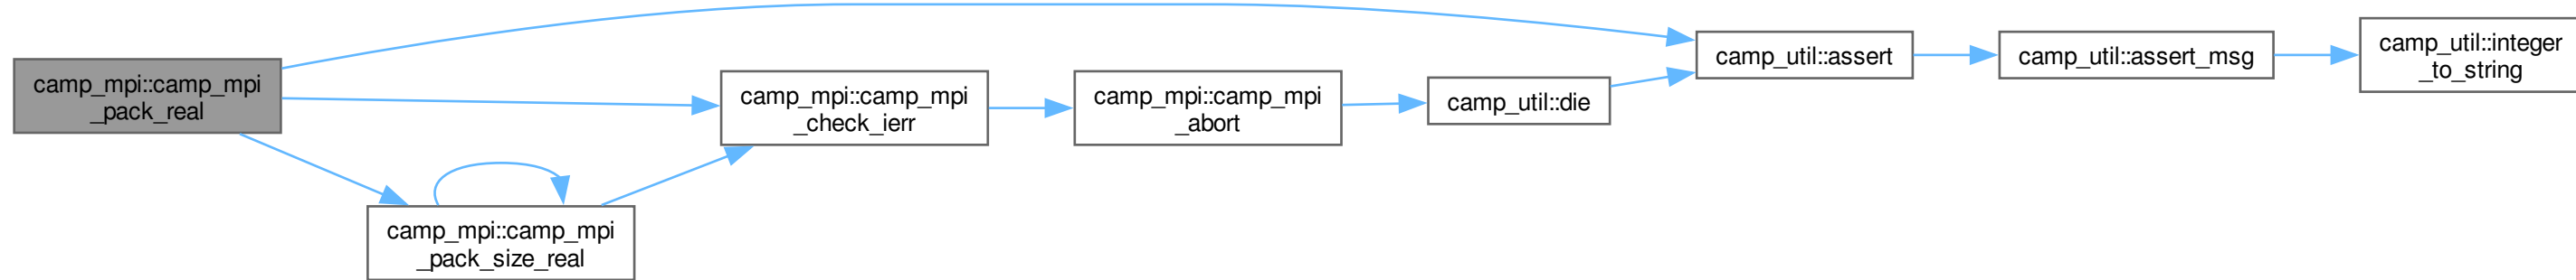 camp_mpi::camp_mpi
_pack_real
camp_mpi::camp_mpi
_pack_size_real
camp_mpi::camp_mpi
_check_ierr
camp_mpi::camp_mpi
_abort
camp_util::die
camp_util::assert
camp_util::assert_msg
camp_util::integer
_to_string